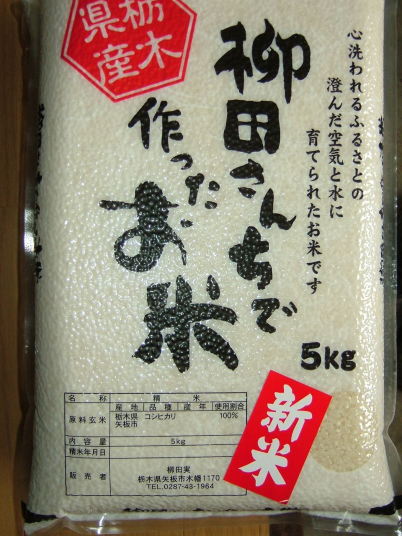 栃木
県産
柳田さんちで
作った
お米
心洗われるふるさとの
澄んだ空気と水に
育てられたお米です
5kg
新米
名 称 精 米
原料玄米 産地 品種 産年 使用割合
栃木県 コシヒカリ 100%
矢板市
内容量 5kg
精米年月日
販売者 柳田実
栃木県矢板市木幡1170
TEL.0287-43-1964